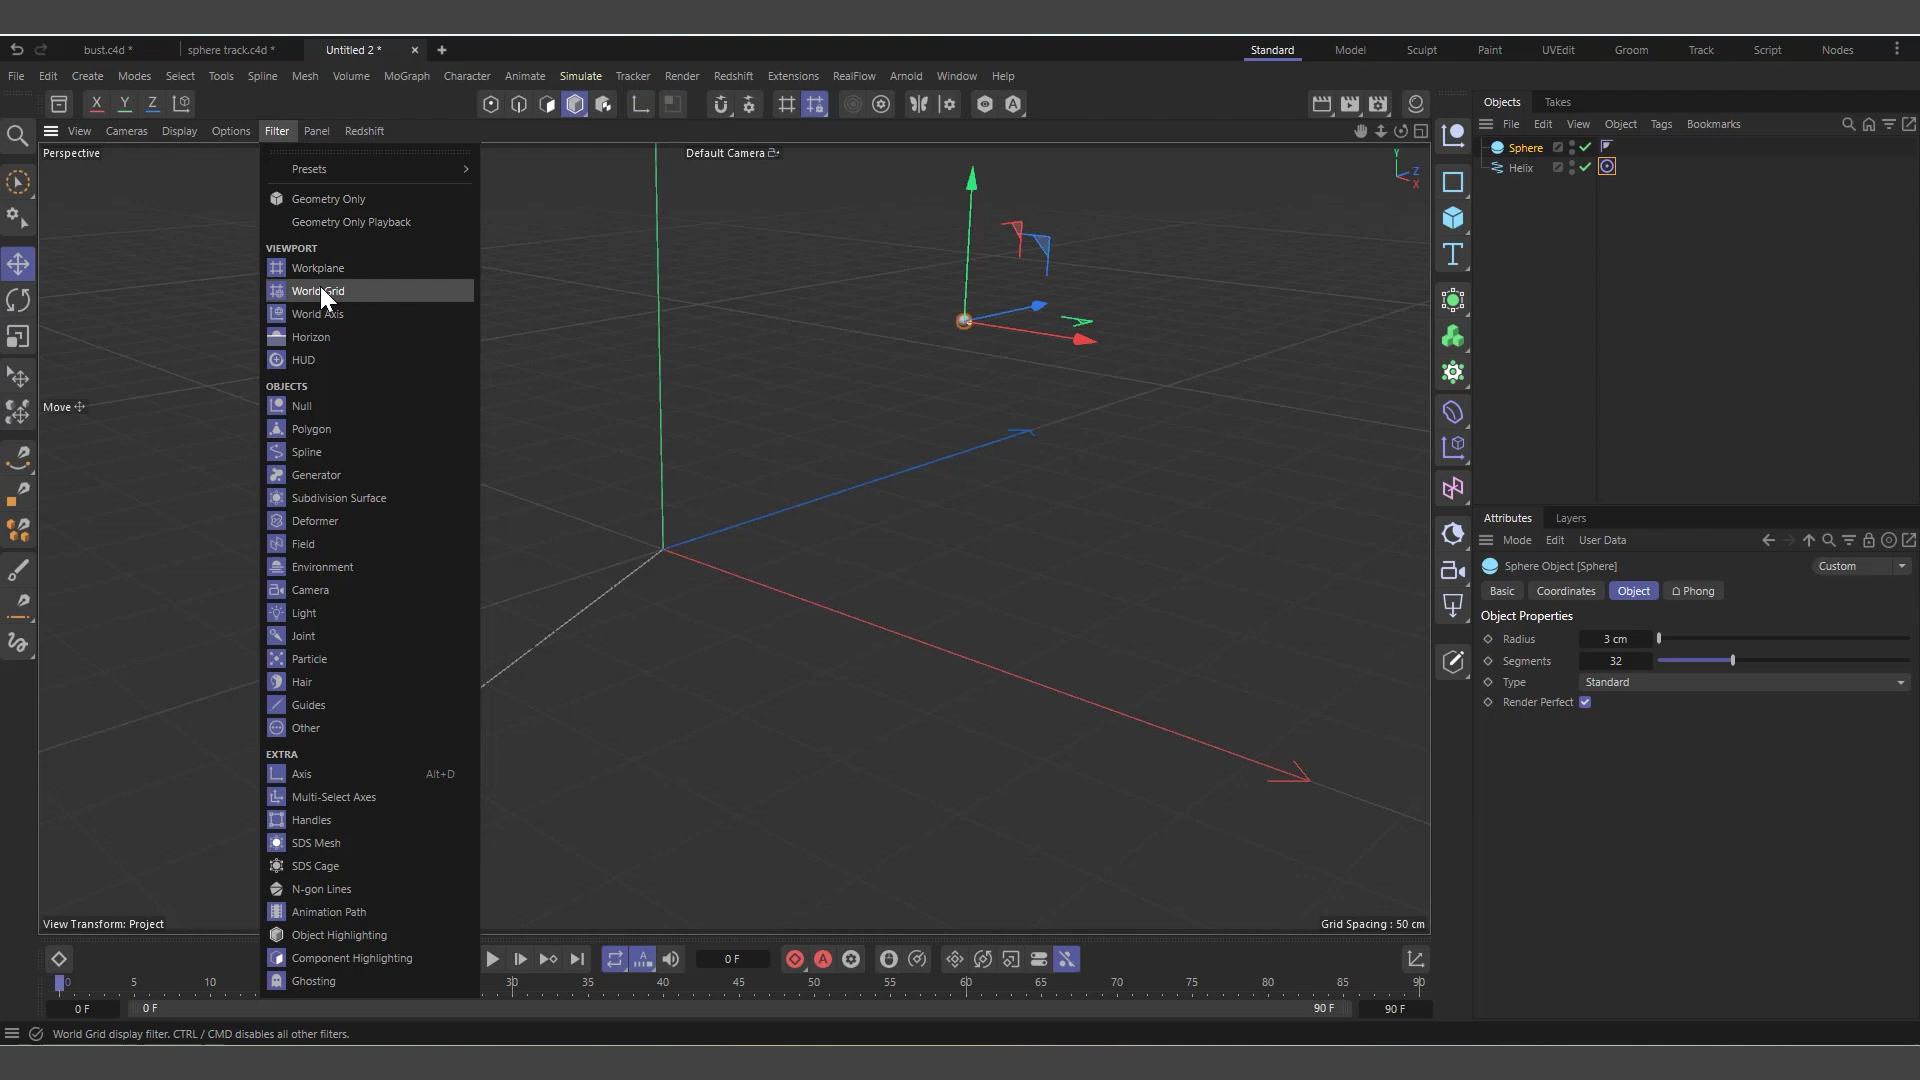 bust.c4d *
sphere track.c4d *
Untitled 2 *
Standard
Model
Sculpt
Paint
UVEdit
Groom
Track
Script
Nodes
File Edit Create Modes Select Tools Spline Mesh Volume MoGraph Character Animate Simulate Tracker Render Redshift Extensions RealFlow Arnold Window Help
X Y Z
Objects Takes
View Cameras Display Options Filter Panel Redshift
File Edit View Object Tags Bookmarks
Perspective
Default Camera
Y
Z
X
Sphere
Helix
Presets
Geometry Only
Geometry Only Playback
VIEWPORT
Workplane
World Grid
World Axis
Horizon
HUD
OBJECTS
Null
Move
Polygon
Spline
Generator
Subdivision Surface
Deformer
Field
Environment
Camera
Light
Joint
Particle
Hair
Guides
Other
EXTRA
Axis Alt+D
Multi-Select Axes
Handles
SDS Mesh
SDS Cage
N-gon Lines
Animation Path
Object Highlighting
Component Highlighting
Ghosting
Attributes Layers
Mode Edit User Data
Sphere Object [Sphere]
Custom
Basic Coordinates Object Phong
Object Properties
Radius 3 cm
Segments 32
Type Standard
Render Perfect
View Transform: Project
Grid Spacing : 50 cm
0 F
0 5 10 30 35 40 45 50 55 60 65 70 75 80 85 90
0 F 0 F 90 F 90 F
World Grid display filter. CTRL / CMD disables all other filters.